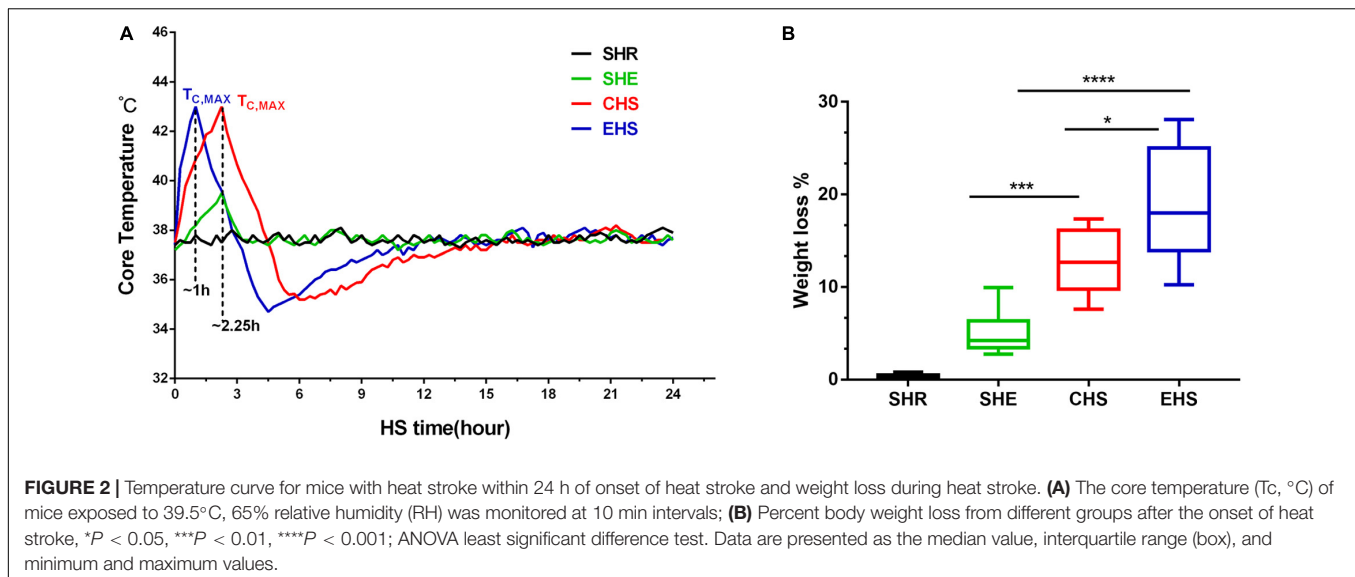 A
46
44
42
40
38
36
34
32
Core Temperature °C
TC,MAX
TC,MAX
~1h
~2.25h
SHR
SHE
CHS
EHS
0 3 6 9 12 15 18 21 24
HS time(hour)
B
30
20
10
0
Weight loss %
****
*
***
SHR SHE CHS EHS
FIGURE 2 | Temperature curve for mice with heat stroke within 24 h of onset of heat stroke and weight loss during heat stroke. (A) The core temperature (Tc, °C) of
mice exposed to 39.5°C, 65% relative humidity (RH) was monitored at 10 min intervals; (B) Percent body weight loss from different groups after the onset of heat
stroke, *P < 0.05, ***P < 0.01, ****P < 0.001; ANOVA least significant difference test. Data are presented as the median value, interquartile range (box), and
minimum and maximum values.